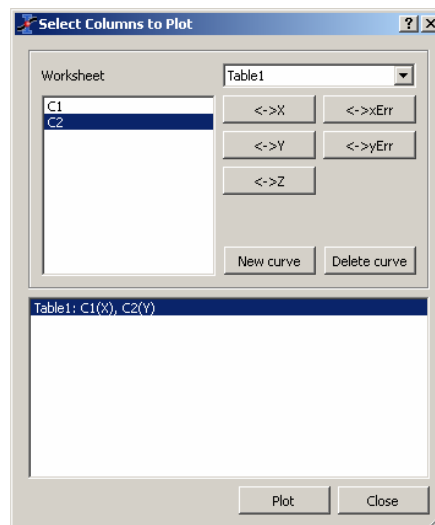 Select Columns to Plot
Worksheet
Table1
C1
C2
<->X
<->xErr
<->Y
<->yErr
<->Z
New curve
Delete curve
Table1: C1(X), C2(Y)
Plot
Close